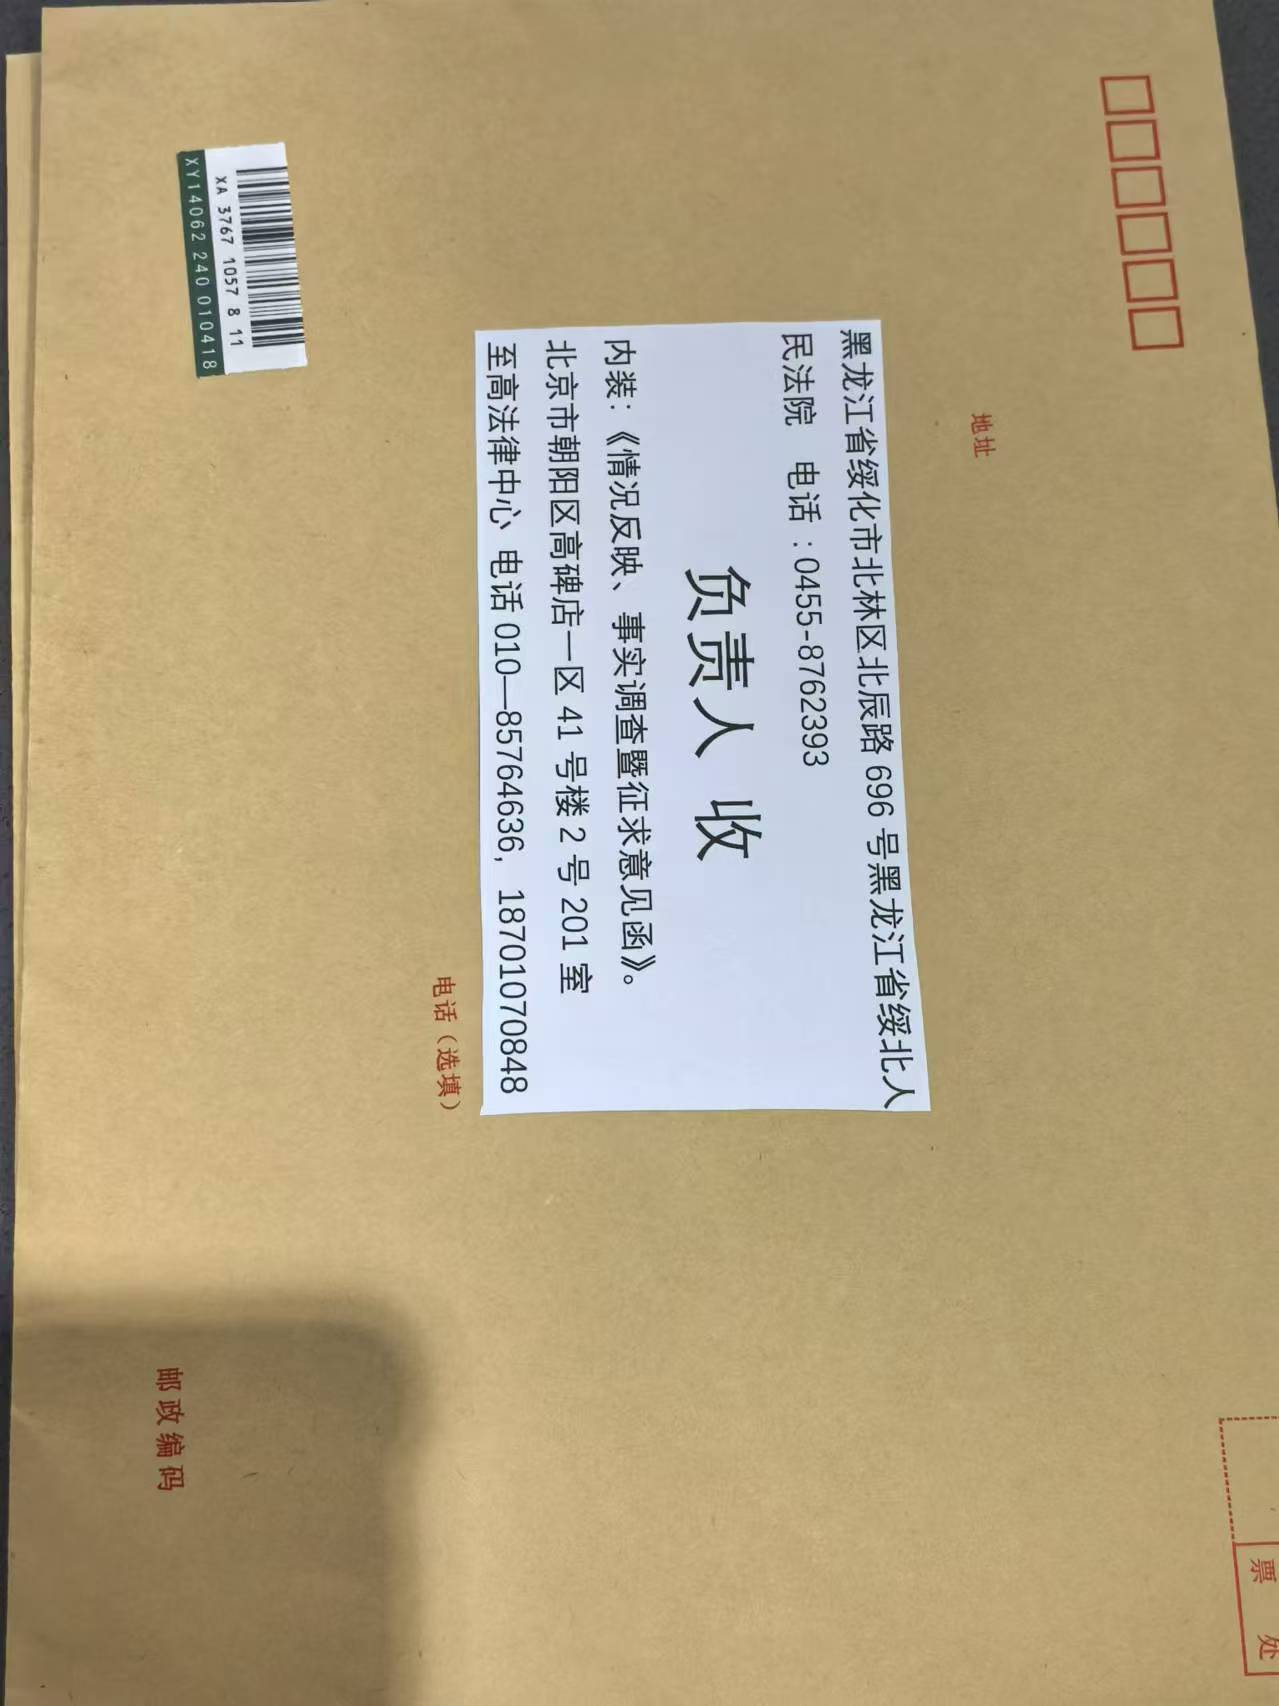 地址
黑龙江省绥化市北林区北辰路 696 号黑龙江省绥北人
民法院 电话：0455-8762393
负责人 收
内装：《情况反映、事实调查暨征求意见函》。
北京市朝阳区高碑店一区 41 号楼 2 号 201 室
至高法律中心 电话 010—85764636，18701070848
电话（选填）
XA 3767 1057 8 11
XY14062 240 010418
邮政编码
票
处